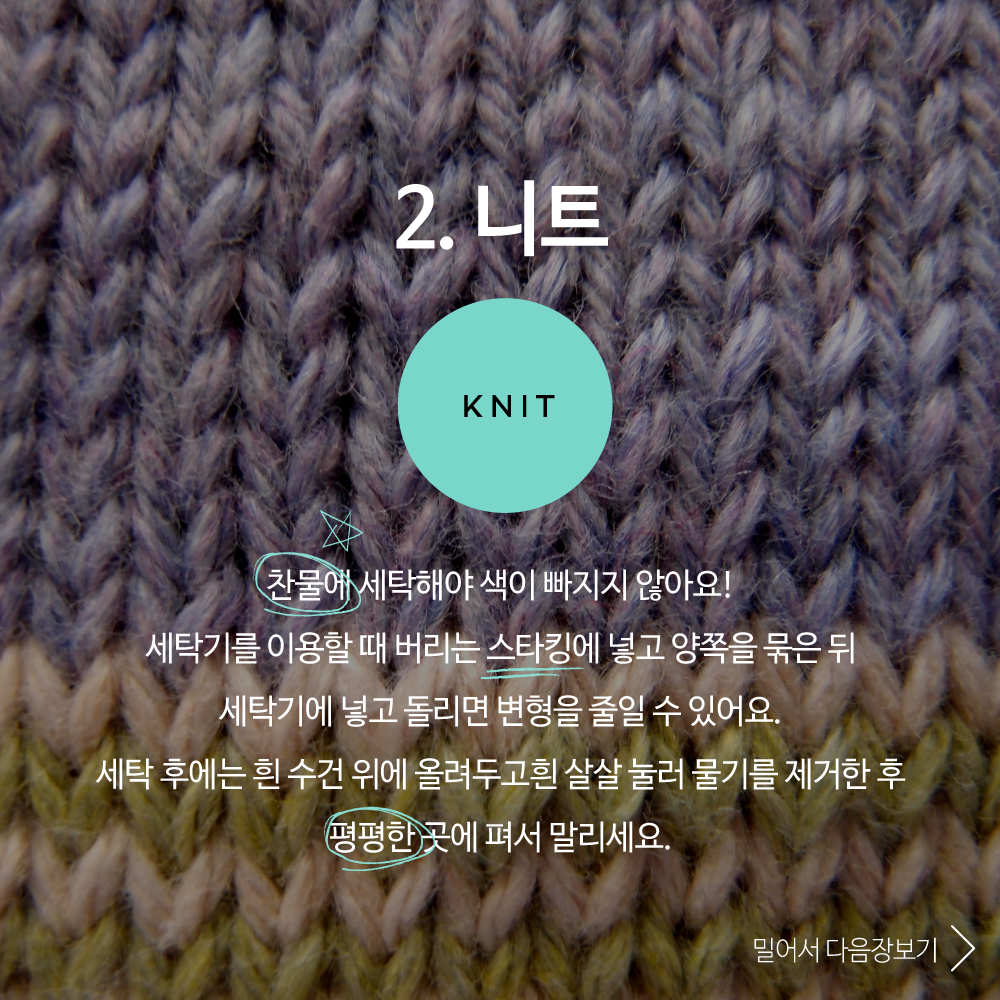 2. 니트
KNIT
찬물에 세탁해야 색이 빠지지 않아요!
세탁기를 이용할 때 버리는 스타킹에 넣고 양쪽을 묶은 뒤
세탁기에 넣고 돌리면 변형을 줄일 수 있어요.
세탁 후에는 흰 수건 위에 올려두고흰 살살 눌러 물기를 제거한 후
평평한 곳에 펴서 말리세요.
밀어서 다음장보기